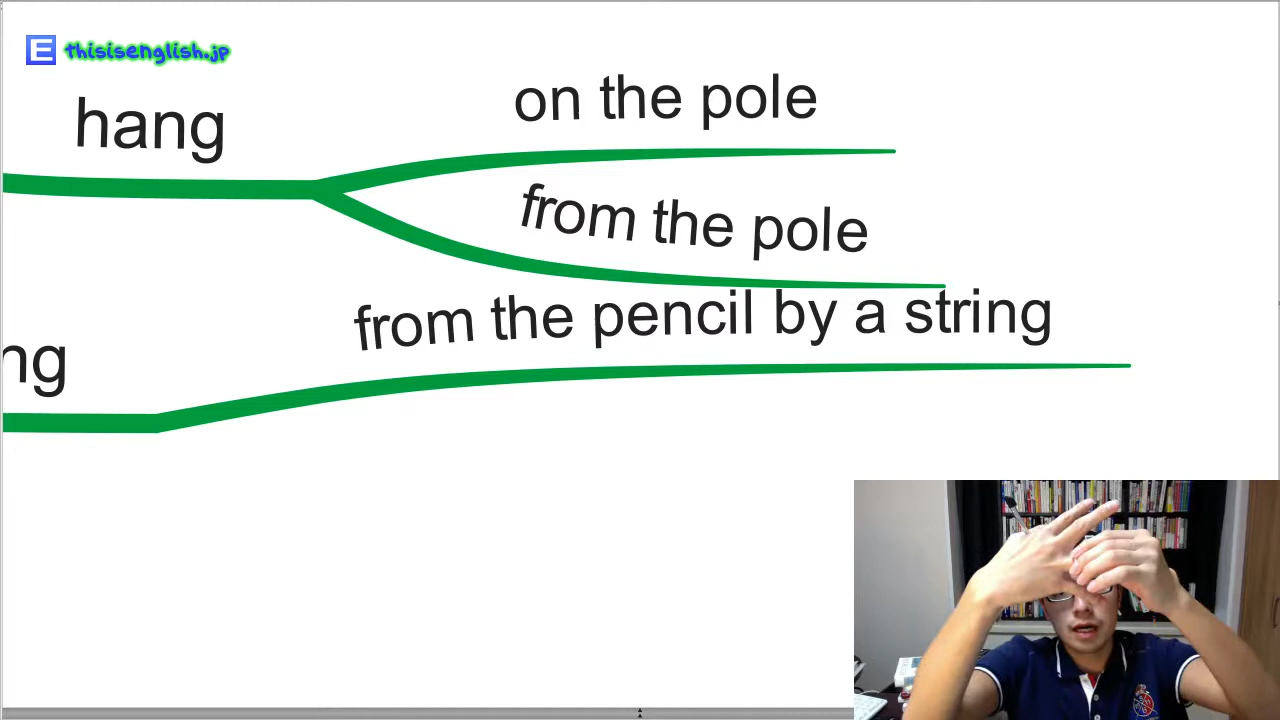 E thisisenglish.jp
hang
on the pole
from the pole
from the pencil by a string
ng